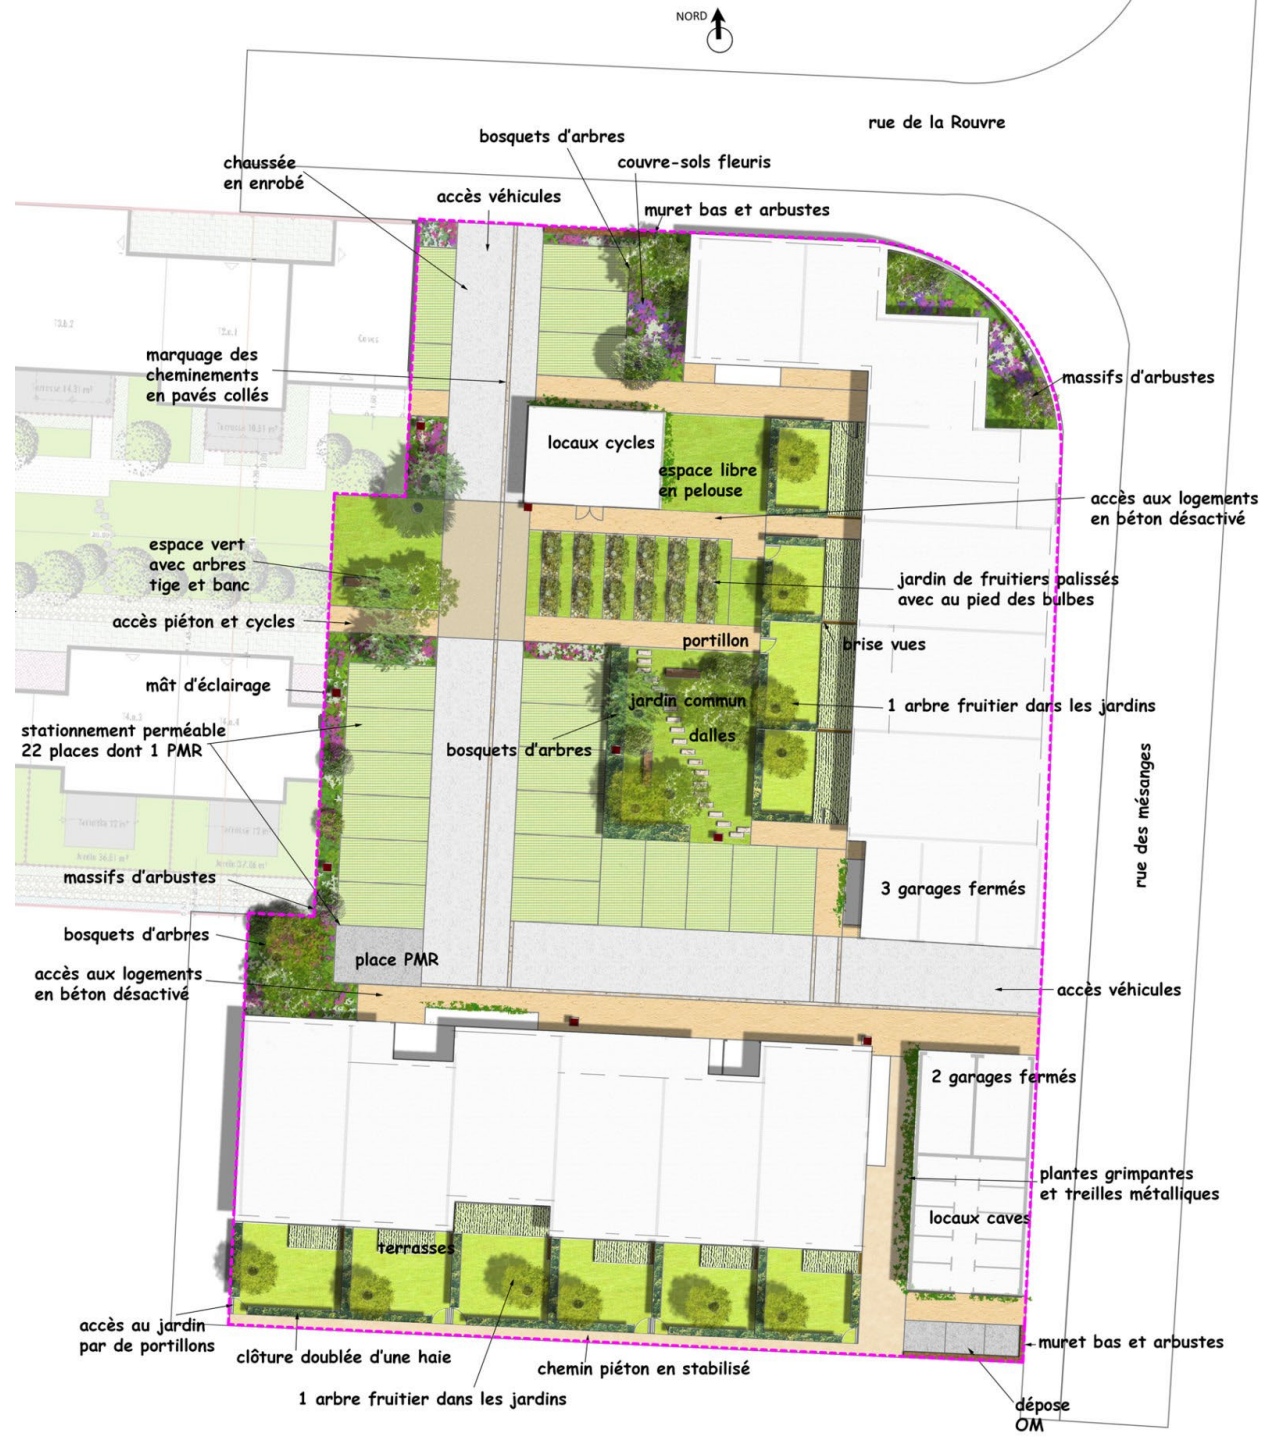 NORD
rue de la Rouvre
bosquets d'arbres
couvre-sols fleuris
chaussée
en enrobé
accès véhicules
muret bas et arbustes
marquage des
cheminements
en pavés collés
massifs d'arbustes
locaux cycles
espace libre
en pelouse
accès aux logements
en béton désactivé
espace vert
avec arbres
tige et banc
jardin de fruitiers palissés
avec au pied des bulbes
accès piéton et cycles
portillon
brise vues
mât d'éclairage
jardin commun
1 arbre fruitier dans les jardins
stationnement perméable
22 places dont 1 PMR
dalles
bosquets d'arbres
rue des mésanges
massifs d'arbustes
3 garages fermés
bosquets d'arbres
place PMR
accès aux logements
en béton désactivé
accès véhicules
2 garages fermés
plantes grimpantes
et treilles métalliques
locaux caves
terrasses
accès au jardin
par de portillons
clôture doublée d'une haie
chemin piéton en stabilisé
muret bas et arbustes
1 arbre fruitier dans les jardins
dépose
OM